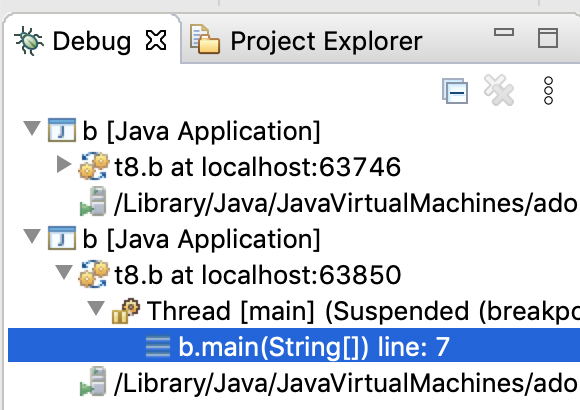 Debug Project Explorer
b [Java Application]
t8.b at localhost:63746
/Library/Java/JavaVirtualMachines/ado
b [Java Application]
t8.b at localhost:63850
Thread [main] (Suspended (breakpo
b.main(String[]) line: 7
/Library/Java/JavaVirtualMachines/ado